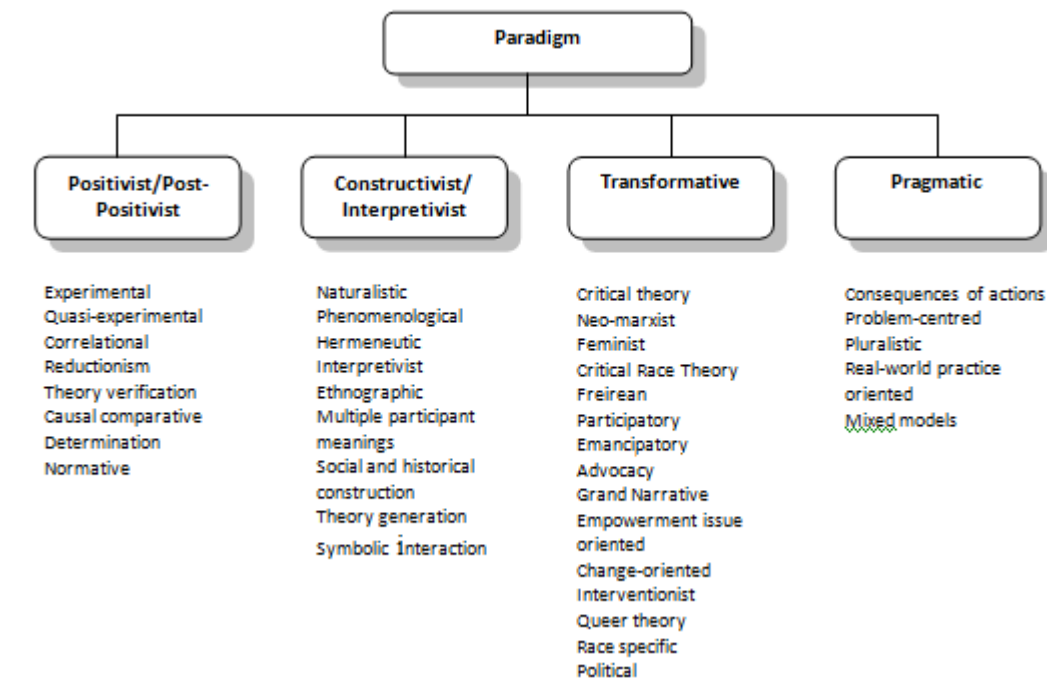 Paradigm
Positivist/Post-
Positivist
Constructivist/
Interpretivist
Transformative
Pragmatic
Experimental
Quasi-experimental
Correlational
Reductionism
Theory verification
Causal comparative
Determination
Normative
Naturalistic
Phenomenological
Hermeneutic
Interpretivist
Ethnographic
Multiple participant
meanings
Social and historical
construction
Theory generation
Symbolic interaction
Critical theory
Neo-marxist
Feminist
Critical Race Theory
Freirean
Participatory
Emancipatory
Advocacy
Grand Narrative
Empowerment issue
oriented
Change-oriented
Interventionist
Queer theory
Race specific
Political
Consequences of actions
Problem-centred
Pluralistic
Real-world practice
oriented
Mixed models